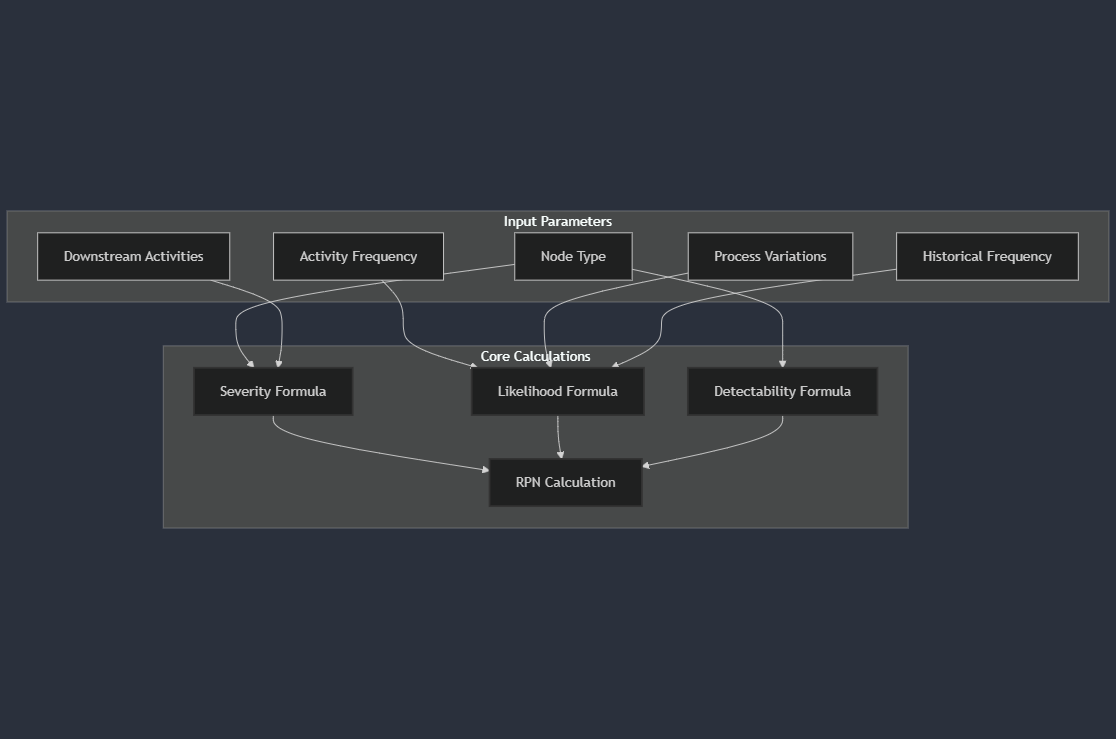 Input Parameters
Downstream Activities
Activity Frequency
Node Type
Process Variations
Historical Frequency
Core Calculations
Severity Formula
Likelihood Formula
Detectability Formula
RPN Calculation